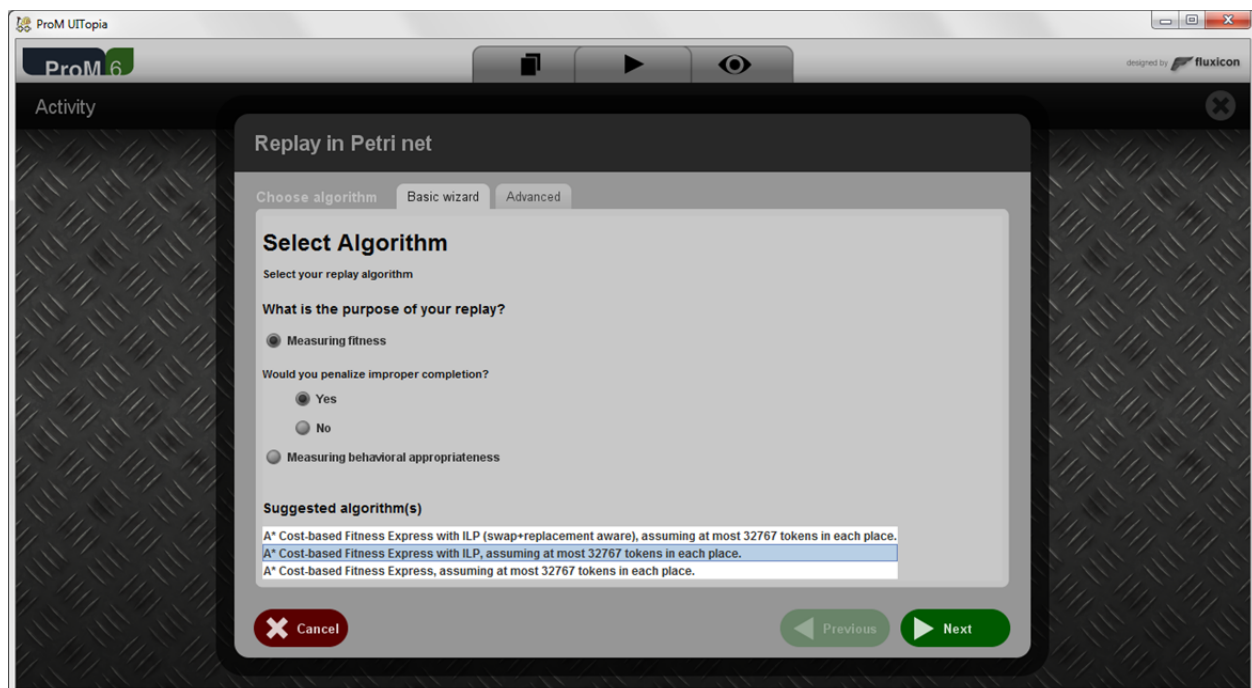 ProM UITopia
ProM 6
designed by fluxicon
Activity
Replay in Petri net
Choose algorithm Basic wizard Advanced
Select Algorithm
Select your replay algorithm
What is the purpose of your replay?
Measuring fitness
Would you penalize improper completion?
Yes
No
Measuring behavioral appropriateness
Suggested algorithm(s)
A* Cost-based Fitness Express with ILP (swap+replacement aware), assuming at most 32767 tokens in each place.
A* Cost-based Fitness Express with ILP, assuming at most 32767 tokens in each place.
A* Cost-based Fitness Express, assuming at most 32767 tokens in each place.
Cancel Previous Next